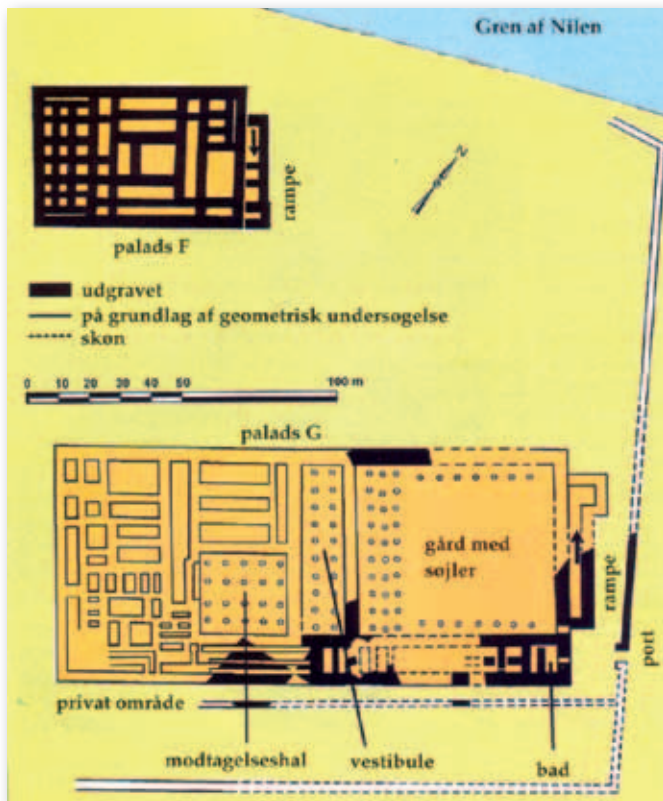 Gren af Nilen
N
rampe
palads F
udgravet
på grundlag af geometrisk undersøgelse
skøn
0 10 20 30 40 50 100 m
palads G
gård med
søjler
rampe
port
privat område
modtagelseshal
vestibule
bad